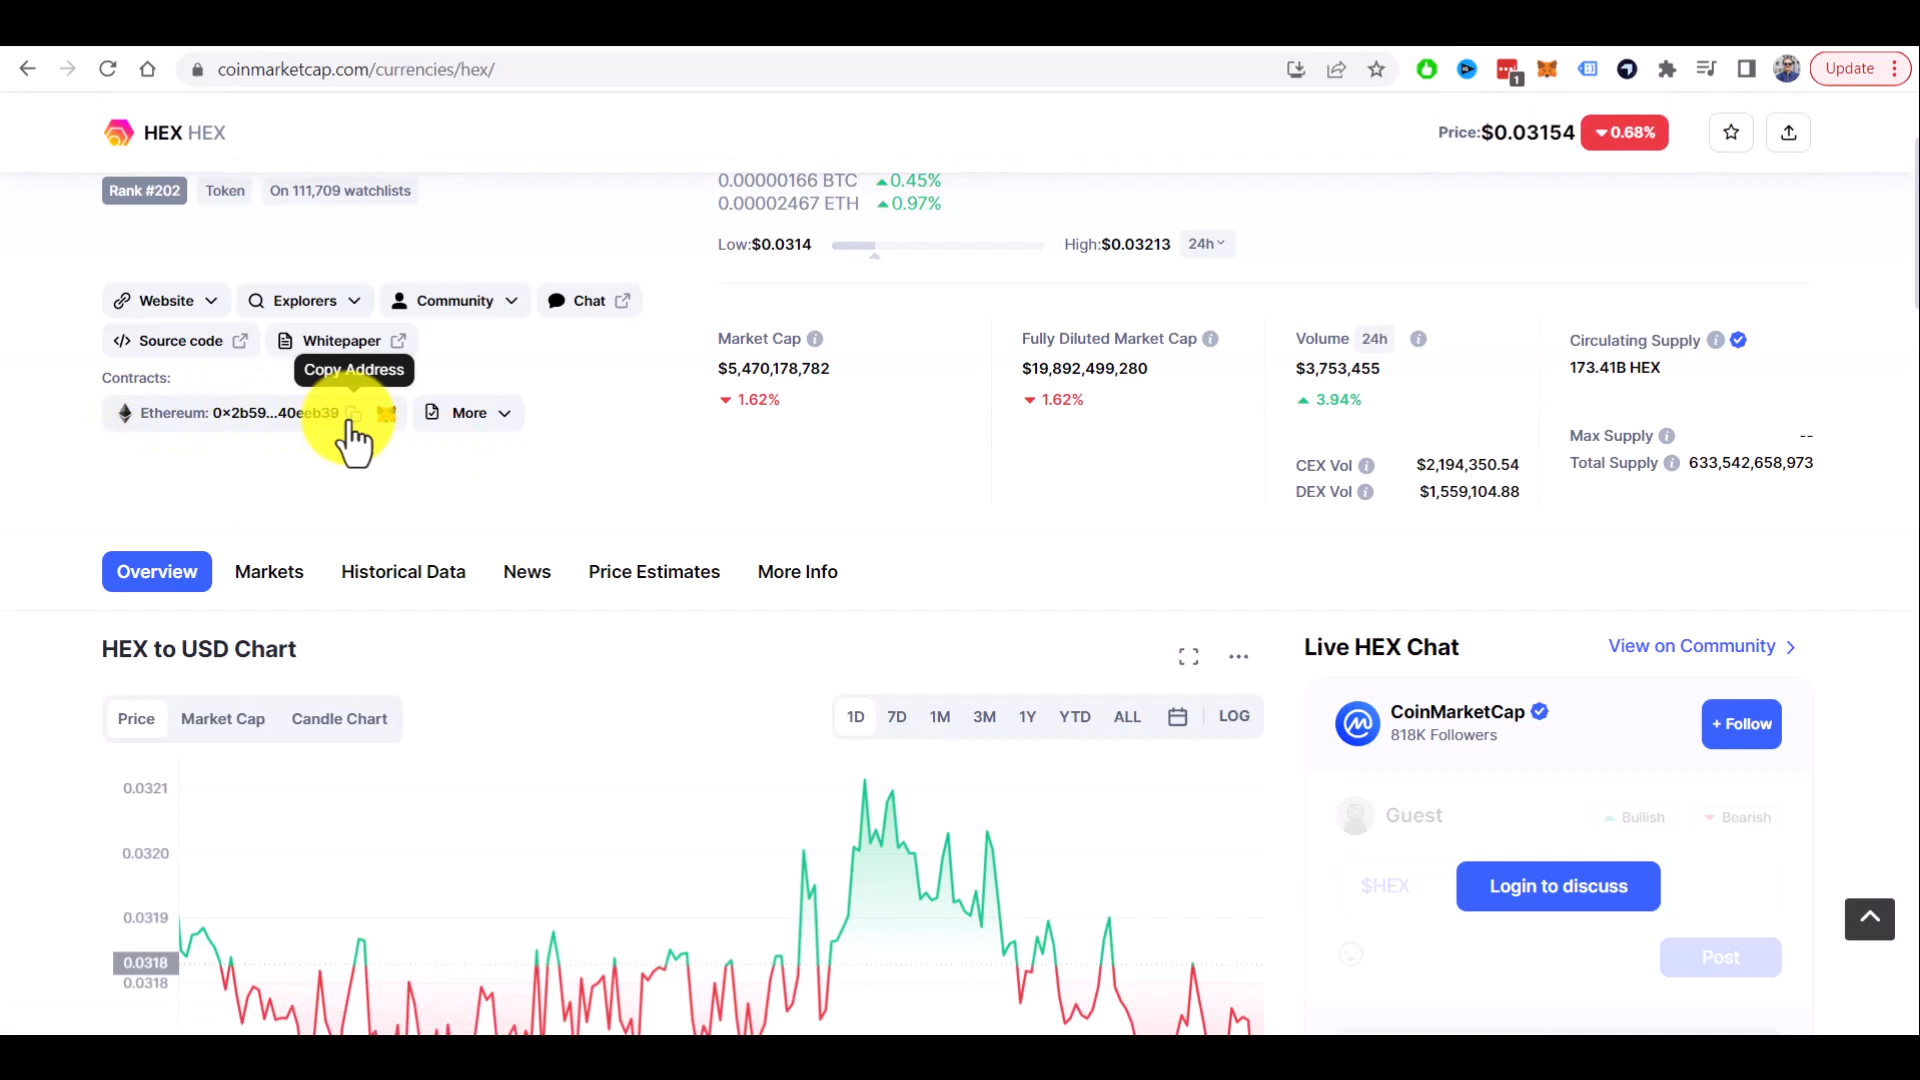 coinmarketcap.com/currencies/hex/
1
Update
HEX HEX
Price:$0.03154 0.68%
Rank #202 Token On 111,709 watchlists
0.00000166 BTC 0.45%
0.00002467 ETH 0.97%
Low:$0.0314 High:$0.03213 24h
Website Explorers Community Chat
Source code Whitepaper
Copy Address
Contracts:
Ethereum: 0x2b59...40eeb39 More
Market Cap
$5,470,178,782
1.62%
Fully Diluted Market Cap
$19,892,499,280
1.62%
Volume 24h
$3,753,455
3.94%
CEX Vol $2,194,350.54
DEX Vol $1,559,104.88
Circulating Supply
173.41B HEX
Max Supply --
Total Supply 633,542,658,973
Overview Markets Historical Data News Price Estimates More Info
HEX to USD Chart
Price Market Cap Candle Chart
1D 7D 1M 3M 1Y YTD ALL LOG
0.0321
0.0320
0.0319
0.0318
0.0318
Live HEX Chat View on Community
CoinMarketCap
818K Followers
+ Follow
Guest Bullish Bearish
$HEX
Login to discuss
Post